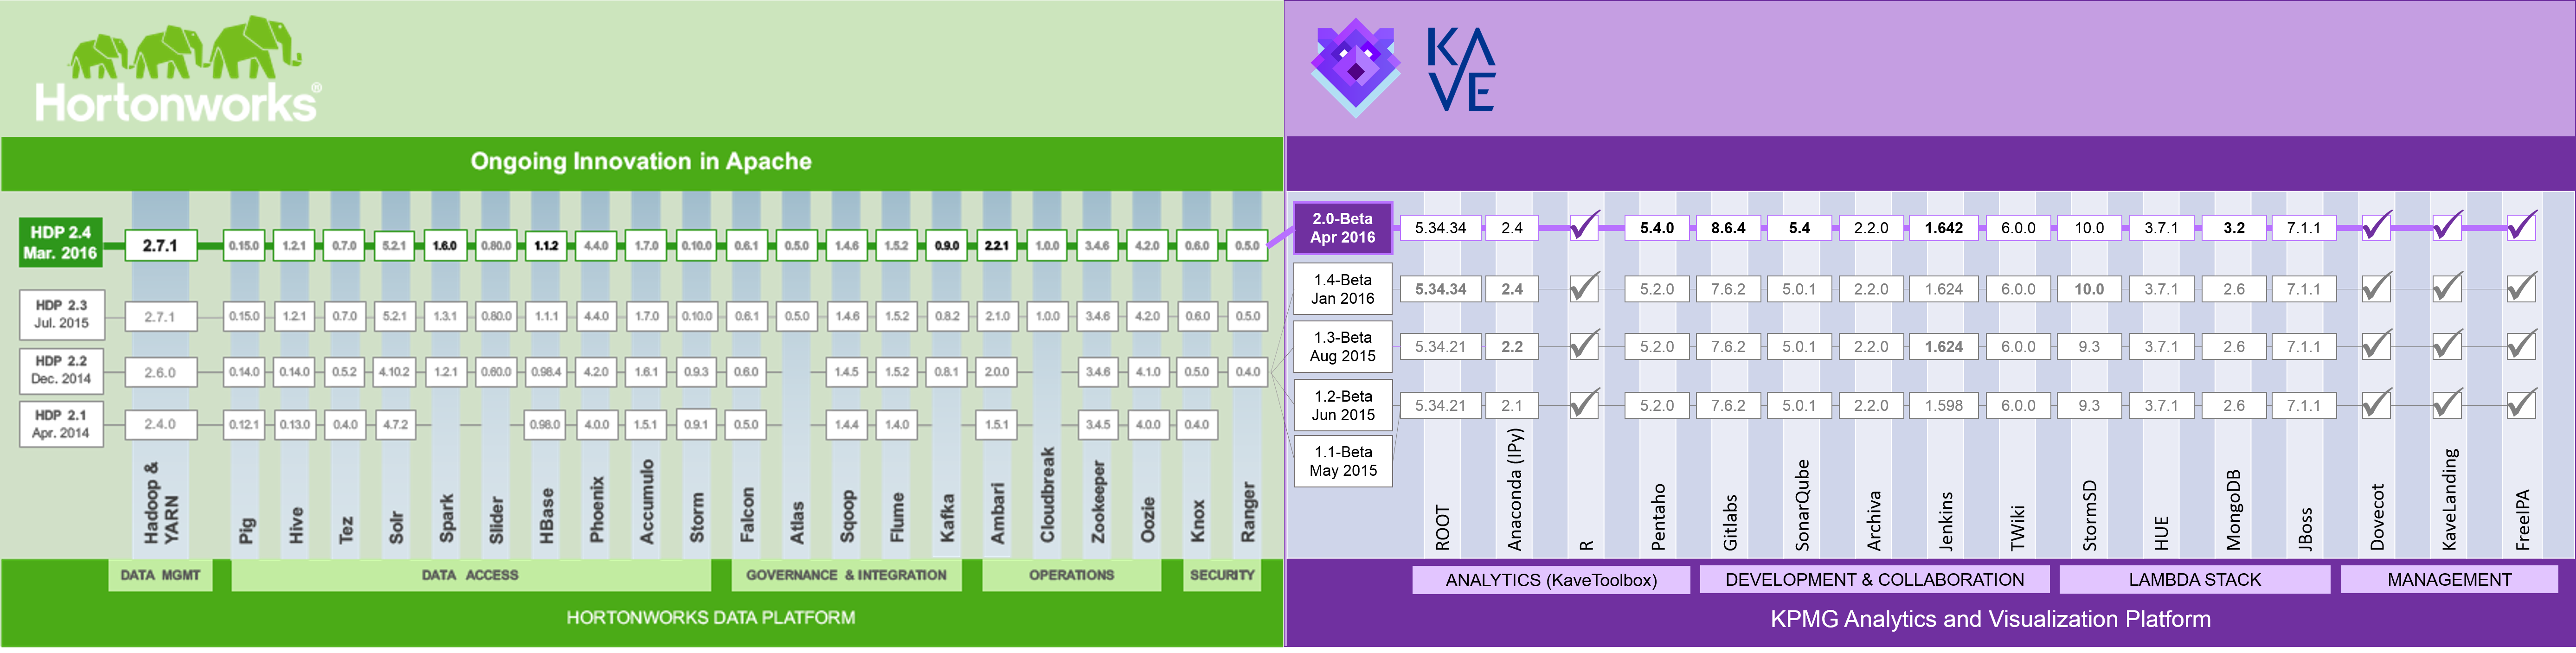 Hortonworks®
KA
VE
Ongoing Innovation in Apache
HDP 2.4
Mar. 2016
2.7.1 0.15.0 1.2.1 0.7.0 5.2.1 1.6.0 0.80.0 1.1.2 4.4.0 1.7.0 0.10.0 0.6.1 0.5.0 1.4.6 1.5.2 0.9.0 2.2.1 1.0.0 3.4.6 4.2.0 0.6.0 0.5.0
HDP 2.3
Jul. 2015
2.7.1 0.15.0 1.2.1 0.7.0 5.2.1 1.3.1 0.80.0 1.1.1 4.4.0 1.7.0 0.10.0 0.6.1 0.5.0 1.4.6 1.5.2 0.8.2 2.1.0 1.0.0 3.4.6 4.2.0 0.6.0 0.5.0
HDP 2.2
Dec. 2014
2.6.0 0.14.0 0.14.0 0.5.2 4.10.2 1.2.1 0.60.0 0.98.4 4.2.0 1.6.1 0.9.3 0.6.0 1.4.5 1.5.2 0.8.1 2.0.0 3.4.6 4.1.0 0.5.0 0.4.0
HDP 2.1
Apr. 2014
2.4.0 0.12.1 0.13.0 0.4.0 4.7.2 0.98.0 4.0.0 1.5.1 0.9.1 0.5.0 1.4.4 1.4.0 1.5.1 3.4.5 4.0.0 0.4.0
Hadoop &
YARN
Pig
Hive
Tez
Solr
Spark
Slider
HBase
Phoenix
Accumulo
Storm
Falcon
Atlas
Sqoop
Flume
Kafka
Ambari
Cloudbreak
Zookeeper
Oozie
Knox
Ranger
DATA MGMT
DATA ACCESS
GOVERNANCE & INTEGRATION
OPERATIONS
SECURITY
HORTONWORKS DATA PLATFORM
2.0-Beta
Apr 2016
5.34.34 2.4 5.4.0 8.6.4 5.4 2.2.0 1.642 6.0.0 10.0 3.7.1 3.2 7.1.1
1.4-Beta
Jan 2016
5.34.34 2.4 5.2.0 7.6.2 5.0.1 2.2.0 1.624 6.0.0 10.0 3.7.1 2.6 7.1.1
1.3-Beta
Aug 2015
5.34.21 2.2 5.2.0 7.6.2 5.0.1 2.2.0 1.624 6.0.0 9.3 3.7.1 2.6 7.1.1
1.2-Beta
Jun 2015
5.34.21 2.1 5.2.0 7.6.2 5.0.1 2.2.0 1.598 6.0.0 9.3 3.7.1 2.6 7.1.1
1.1-Beta
May 2015
ROOT
Anaconda (IPy)
R
Pentaho
Gitlabs
SonarQube
Archiva
Jenkins
TWiki
StormSD
HUE
MongoDB
JBoss
Dovecot
KaveLanding
FreeIPA
ANALYTICS (KaveToolbox)
DEVELOPMENT & COLLABORATION
LAMBDA STACK
MANAGEMENT
KPMG Analytics and Visualization Platform